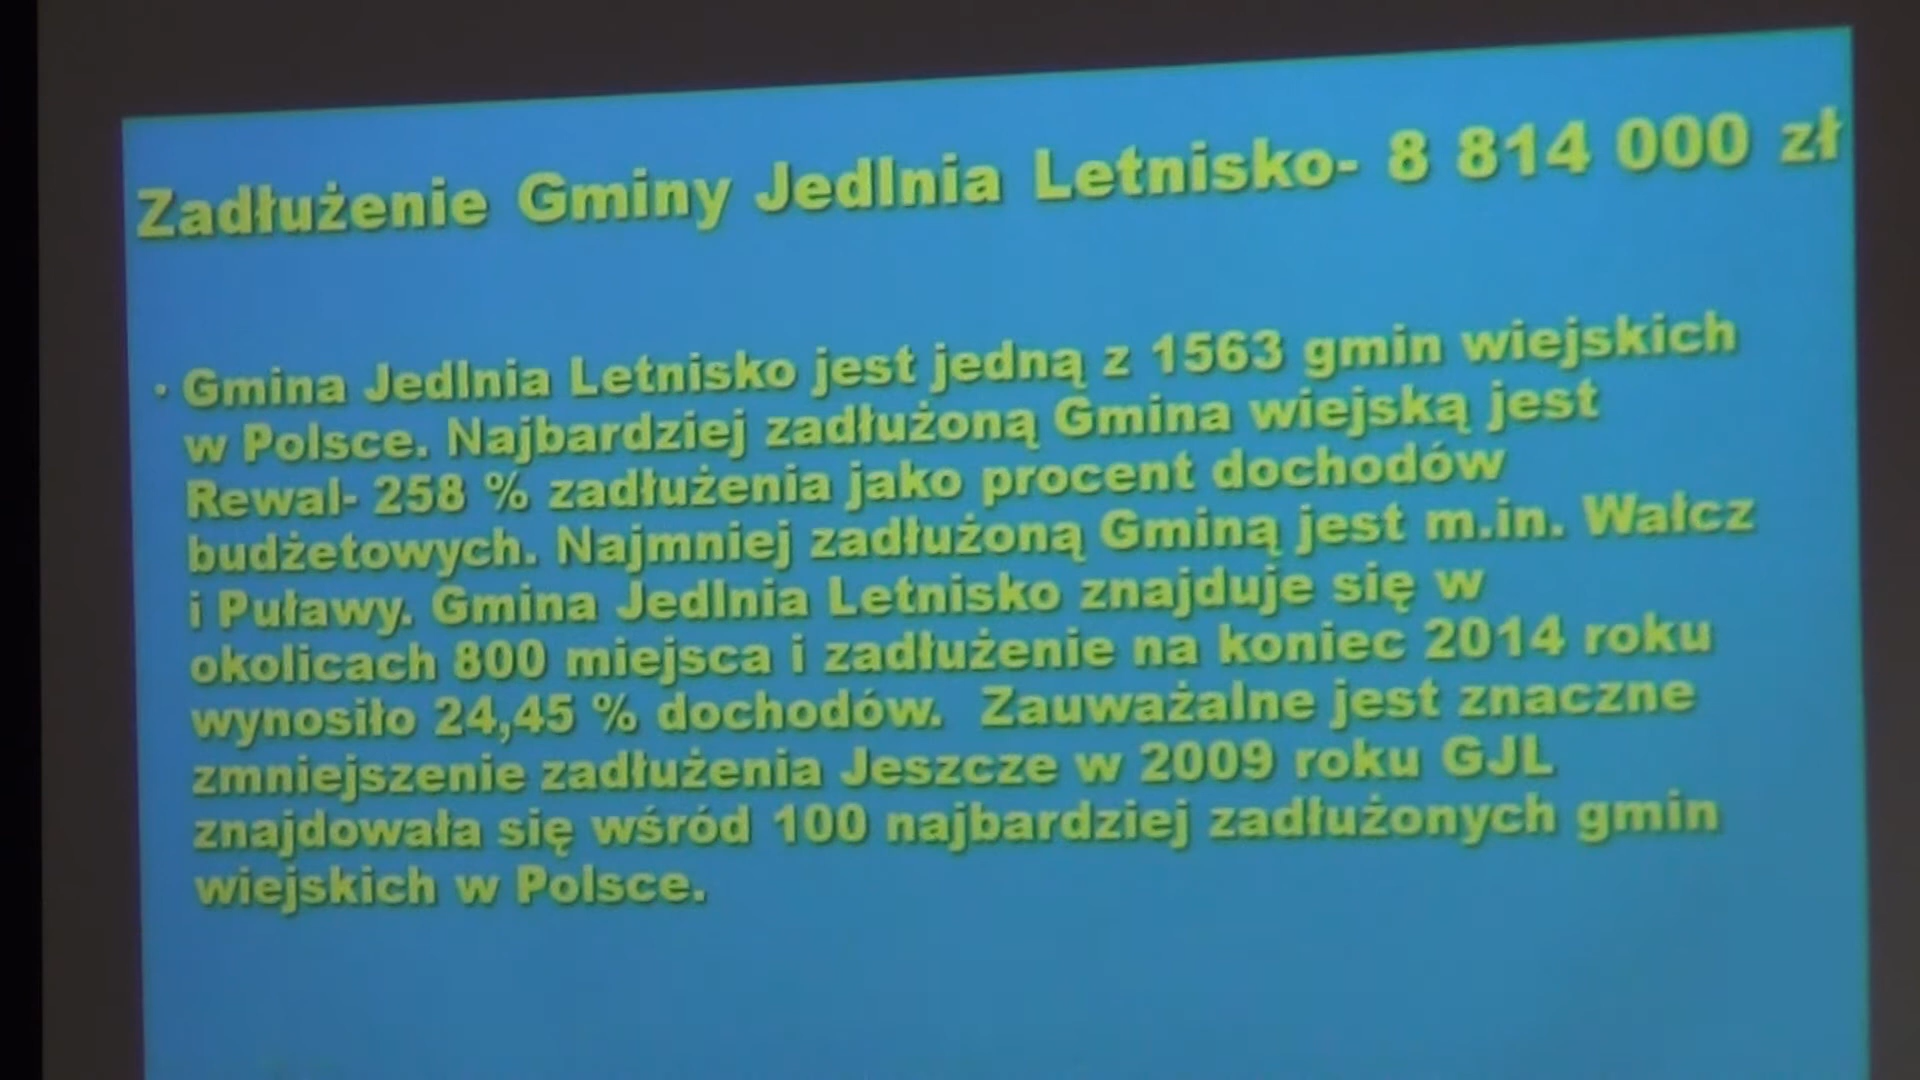 Zadłużenie Gminy Jedlnia Letnisko- 8 814 000 zł
· Gmina Jedlnia Letnisko jest jedną z 1563 gmin wiejskich
w Polsce. Najbardziej zadłużoną Gmina wiejską jest
Rewal- 258 % zadłużenia jako procent dochodów
budżetowych. Najmniej zadłużoną Gminą jest m.in. Wałcz
i Puławy. Gmina Jedlnia Letnisko znajduje się w
okolicach 800 miejsca i zadłużenie na koniec 2014 roku
wynosiło 24,45 % dochodów.  Zauważalne jest znaczne
zmniejszenie zadłużenia Jeszcze w 2009 roku GJL
znajdowała się wśród 100 najbardziej zadłużonych gmin
wiejskich w Polsce.